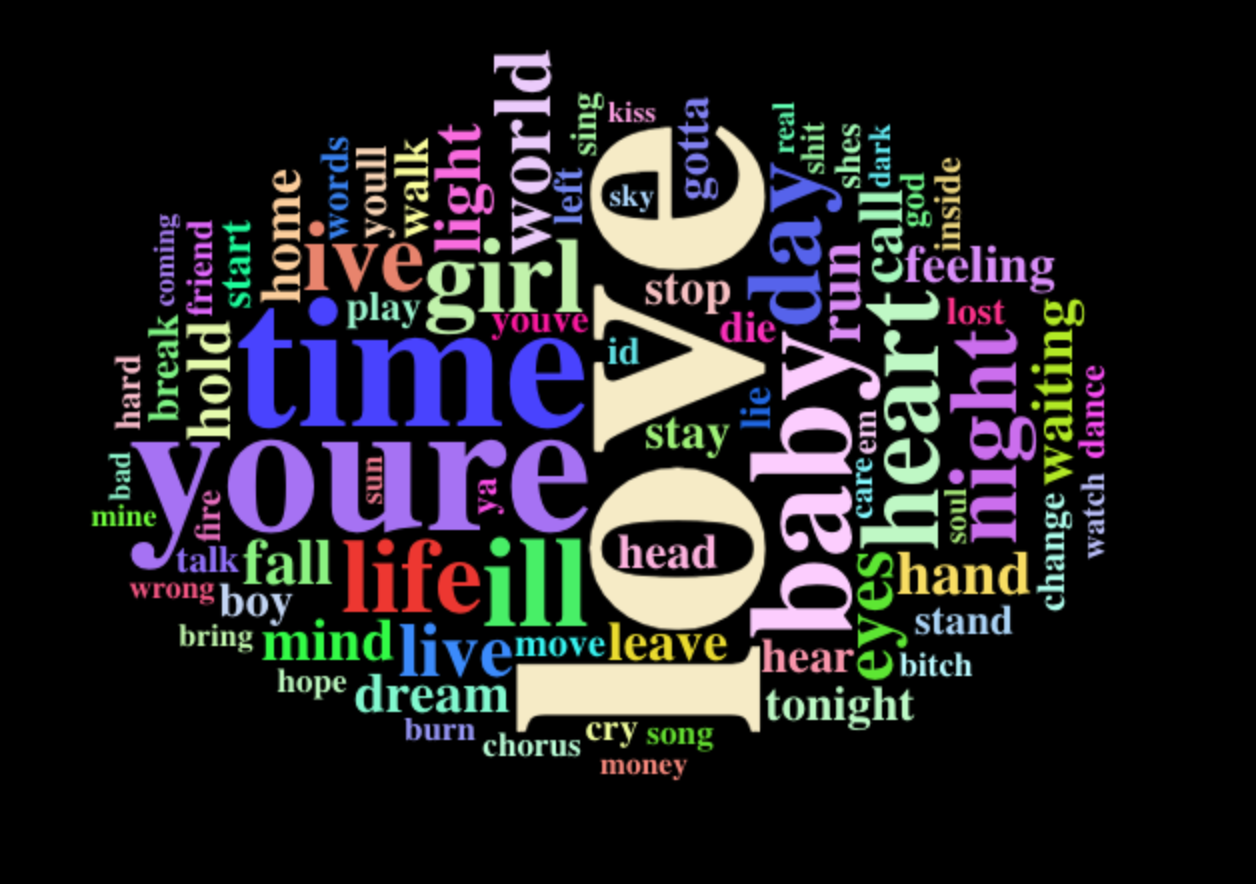 world
sing
kiss
gotta
real
shit
shes
dark
god
inside
words
youll
walk
light
left
sky
love
day
call
home
ive
girl
coming
friend
start
play
youve
stop
die
run
feeling
lost
time
id
heart
night
waiting
hard
break
hold
stay
lie
baby
em
dance
youre
sun
ya
bad
mine
fire
care
soul
change
watch
talk
fall
life
ill
head
eyes
hand
wrong
boy
stand
bring
mind
live
move
leave
hear
bitch
hope
dream
tonight
burn
chorus
cry
song
money